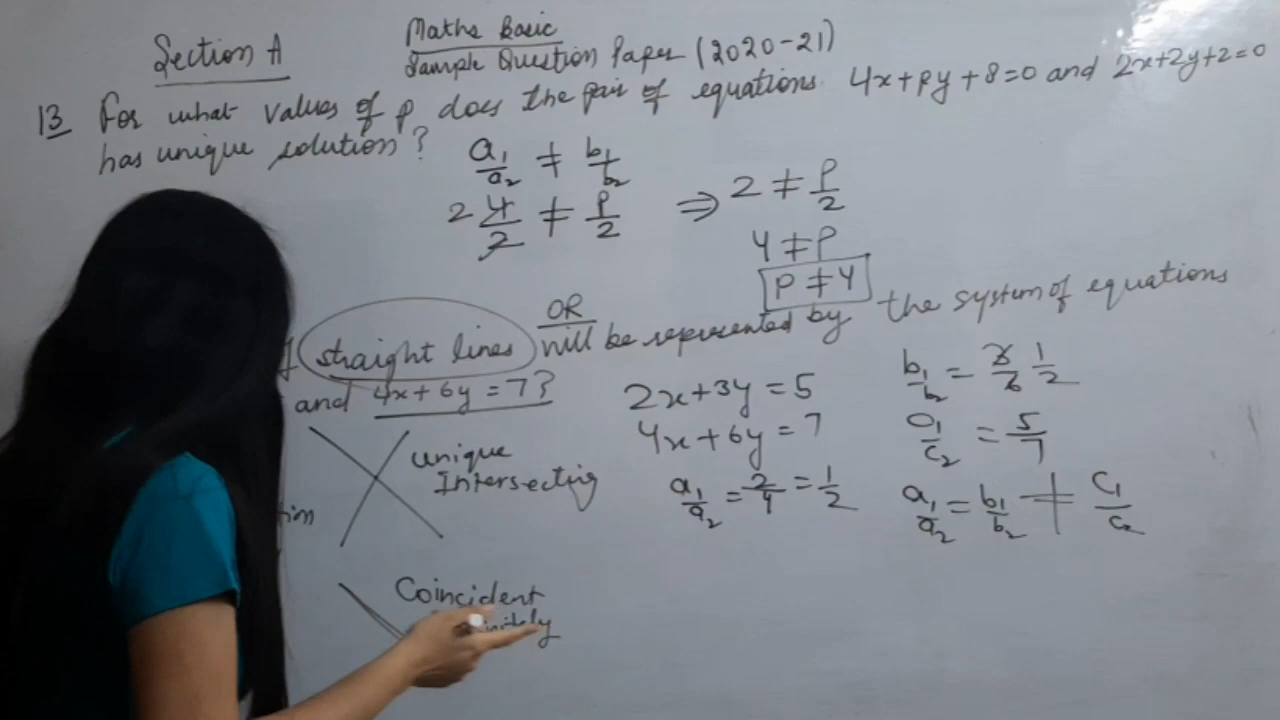 Section A
Maths Basic
Sample Question Paper (2020-21)
13 For what values of p does the pair of equations 4x+py+8=0 and 2x+2y+2=0
has unique solution?
a₁/a₂ ≠ b₁/b₂
2 4/2 ≠ p/2 ⇒ 2 ≠ p/2
4 ≠ p
p ≠ 4
OR
straight lines will be represented by the system of equations
and 4x+6y=7?
2x+3y=5
4x+6y=7
a₁/a₂ = 2/4 = 1/2
b₁/b₂ = 3/6 1/2
c₁/c₂ = 5/7
a₁/a₂ = b₁/b₂ ≠ c₁/c₂
Unique
Intersecting
Coincident